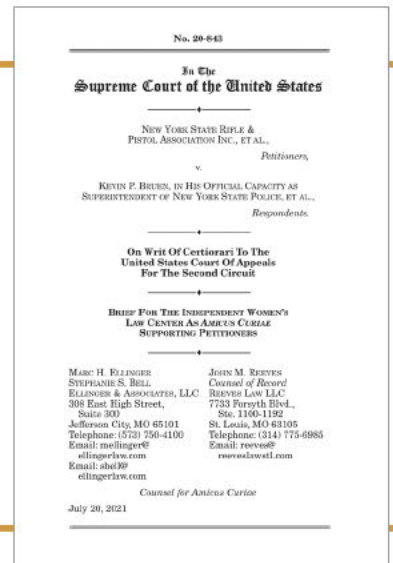 No. 20-843
In The
Supreme Court of the United States
NEW YORK STATE RIFLE &
PISTOL ASSOCIATION INC., ET AL.,
Petitioners,
v.
KEVIN P. BRUEN, IN HIS OFFICIAL CAPACITY AS
SUPERINTENDENT OF NEW YORK STATE POLICE, ET AL.,
Respondents.
On Writ Of Certiorari To The
United States Court Of Appeals
For The Second Circuit
BRIEF FOR THE INDEPENDENT WOMEN'S
LAW CENTER AS AMICUS CURIAE
SUPPORTING PETITIONERS
MARC H. ELLINGER
STEPHANIE S. BELL
ELLINGER & ASSOCIATES, LLC
308 East High Street,
Suite 300
Jefferson City, MO 65101
Telephone: (573) 750-4100
Email: mellinger@
ellingerlaw.com
Email: sbell@
ellingerlaw.com
JOHN M. REEVES
Counsel of Record
REEVES LAW LLC
7733 Forsyth Blvd.,
Ste. 1100-1192
St. Louis, MO 63105
Telephone: (314) 775-6985
Email: reeves@
reeveslawstl.com
Counsel for Amicus Curiae
July 20, 2021